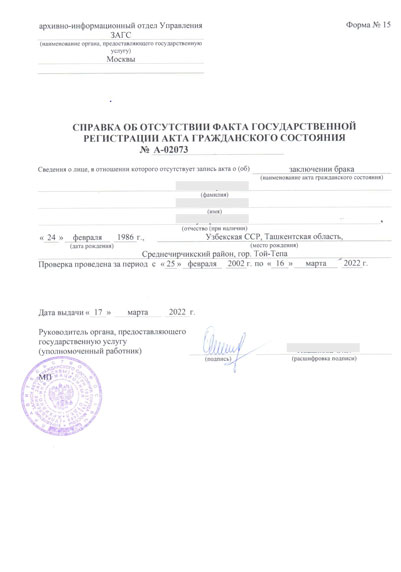 архивно-информационный отдел Управления
ЗАГС
(наименование органа, предоставляющего государственную
услугу)
Москвы
Форма № 15
СПРАВКА ОБ ОТСУТСТВИИ ФАКТА ГОСУДАРСТВЕННОЙ
РЕГИСТРАЦИИ АКТА ГРАЖДАНСКОГО СОСТОЯНИЯ
№ А-02073
Сведения о лице, в отношении которого отсутствует запись акта о (об) заключении брака
(наименование акта гражданского состояния)
(фамилия)
(имя)
(отчество (при наличии)
« 24 » февраля 1986 г., Узбекская ССР, Ташкентская область,
(дата рождения) (место рождения)
Среднечирчикский район, гор. Той-Тепа
Проверка проведена за период с « 25 » февраля 2002 г. по « 16 » марта 2022 г.
Дата выдачи « 17 » марта 2022 г.
Руководитель органа, предоставляющего
государственную услугу
(уполномоченный работник)
(подпись) (расшифровка подписи)
МП